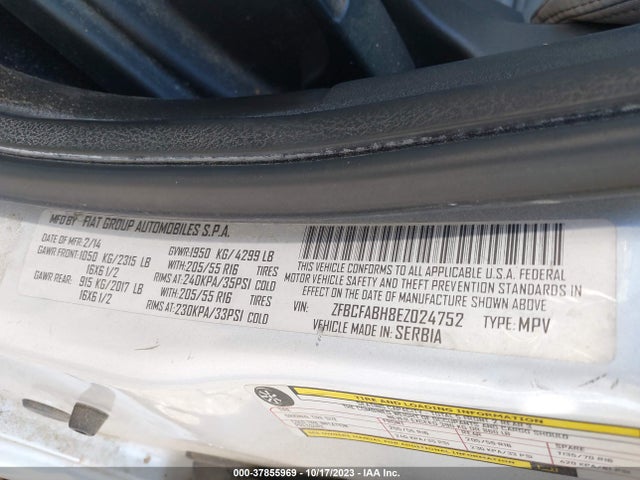 MFD BY: FIAT GROUP AUTOMOBILES S.P.A.
DATE OF MFR: 2/14 GVWR: 1950 KG/4299 LB
GAWR FRONT: 1050 KG/2315 LB WITH: 205/55 R16 TIRES
16X6 1/2 RIMS AT: 240KPA/35PSI COLD
GAWR REAR: 915 KG/2017 LB WITH: 205/55 R16 TIRES
16X6 1/2 RIMS AT: 230KPA/33PSI COLD
THIS VEHICLE CONFORMS TO ALL APPLICABLE U.S.A. FEDERAL
MOTOR VEHICLE SAFETY AND THEFT PREVENTION STANDARDS IN
EFFECT ON THE DATE OF MANUFACTURE SHOWN ABOVE.
VIN: ZFBCFABH8EZ024752 TYPE: MPV
VEHICLE MADE IN: SERBIA
TIRE AND LOADING INFORMATION
SPARE
# 37855969 - 10/17/2023 - IAAI.COM